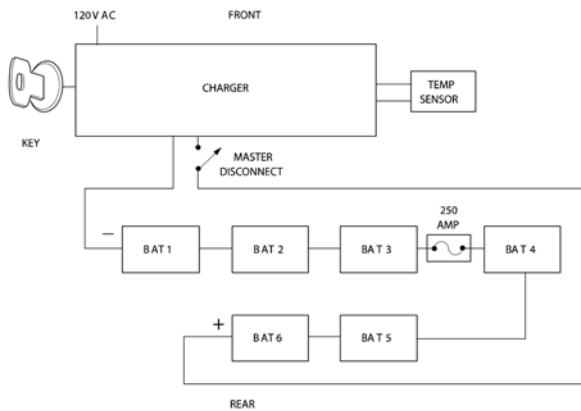 120V AC
FRONT
CHARGER
TEMP
SENSOR
KEY
MASTER
DISCONNECT
250
AMP
−
BAT 1
BAT 2
BAT 3
BAT 4
+
BAT 6
BAT 5
REAR